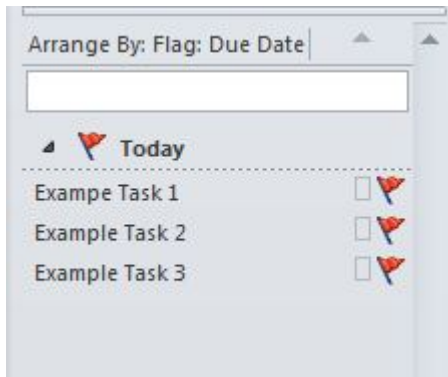 Arrange By: Flag: Due Date
Today
Exampe Task 1
Example Task 2
Example Task 3